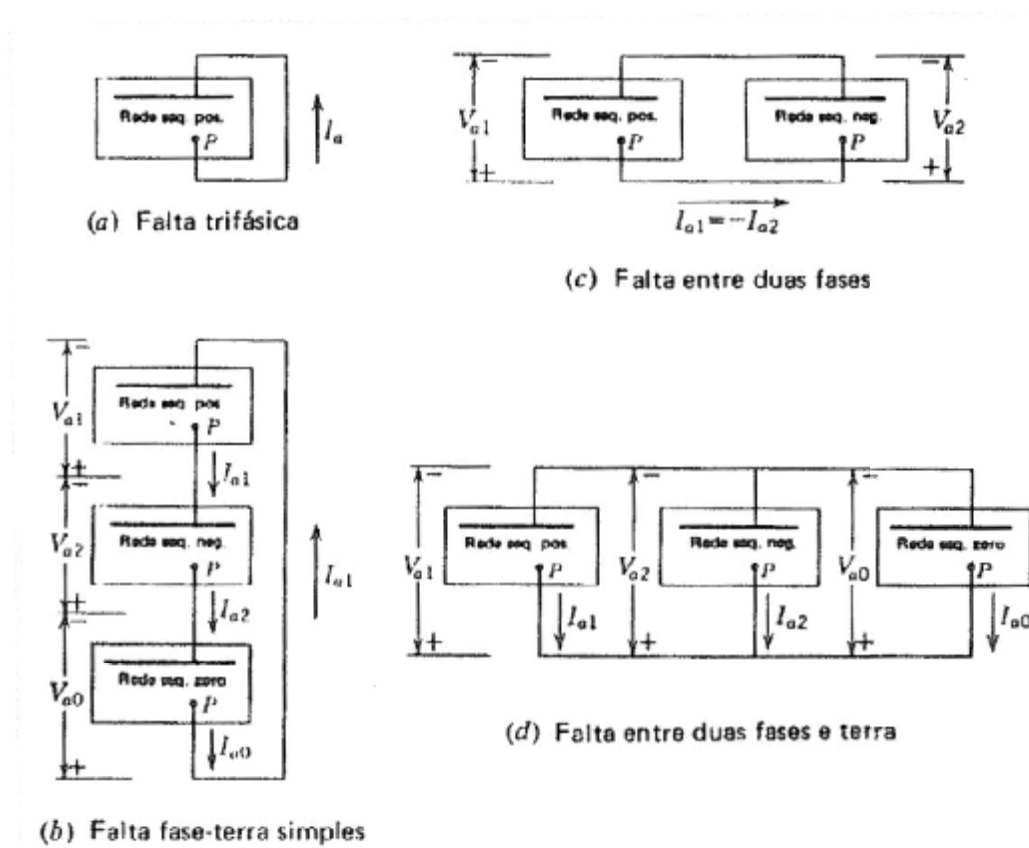 Rede seq. pos.
P
I_a
(a) Falta trifásica
V_a1
−
+
Rede seq. pos.
P
Rede seq. neg.
P
−
+
V_a2
I_a1 = −I_a2
(c) Falta entre duas fases
−
V_a1
+
Rede seq. pos
P
I_a1
−
V_a2
+
Rede seq. neg.
P
I_a2
−
V_a0
+
Rede seq. zero
P
I_a0
I_a1
(b) Falta fase-terra simples
−
V_a1
+
Rede seq. pos
P
I_a1
−
V_a2
+
Rede seq. neg.
P
I_a2
−
V_a0
+
Rede seq. zero
P
I_a0
(d) Falta entre duas fases e terra